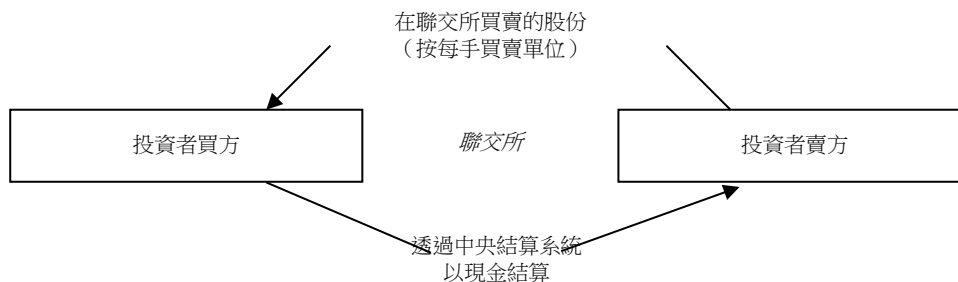 在聯交所買賣的股份
（按每手買賣單位）
投資者買方
聯交所
投資者賣方
透過中央結算系統
以現金結算